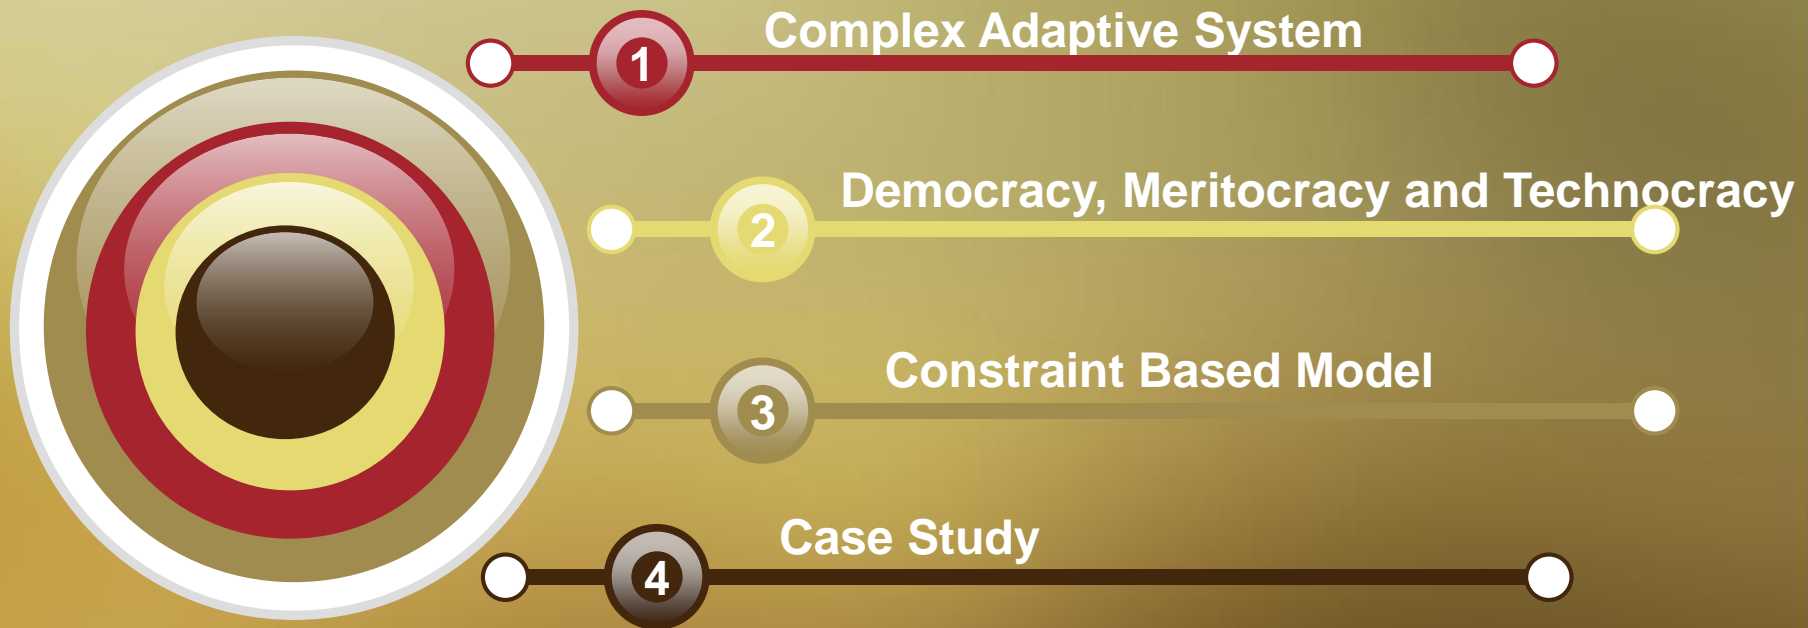 1 Complex Adaptive System
2 Democracy, Meritocracy and Technocracy
3 Constraint Based Model
4 Case Study